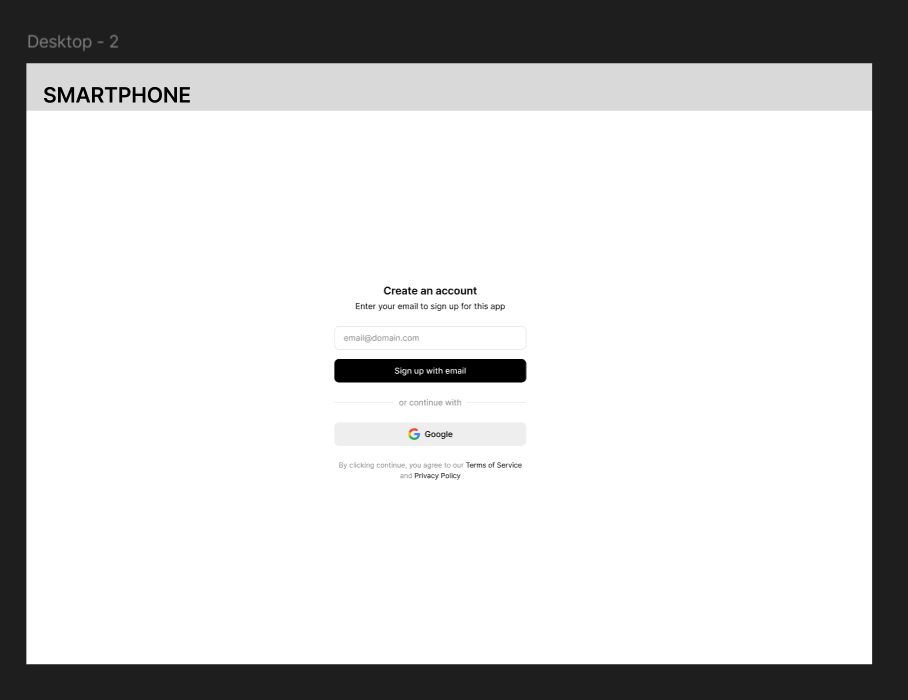 Desktop - 2
SMARTPHONE
Create an account
Enter your email to sign up for this app
email@domain.com
Sign up with email
or continue with
Google
By clicking continue, you agree to our Terms of Service
and Privacy Policy